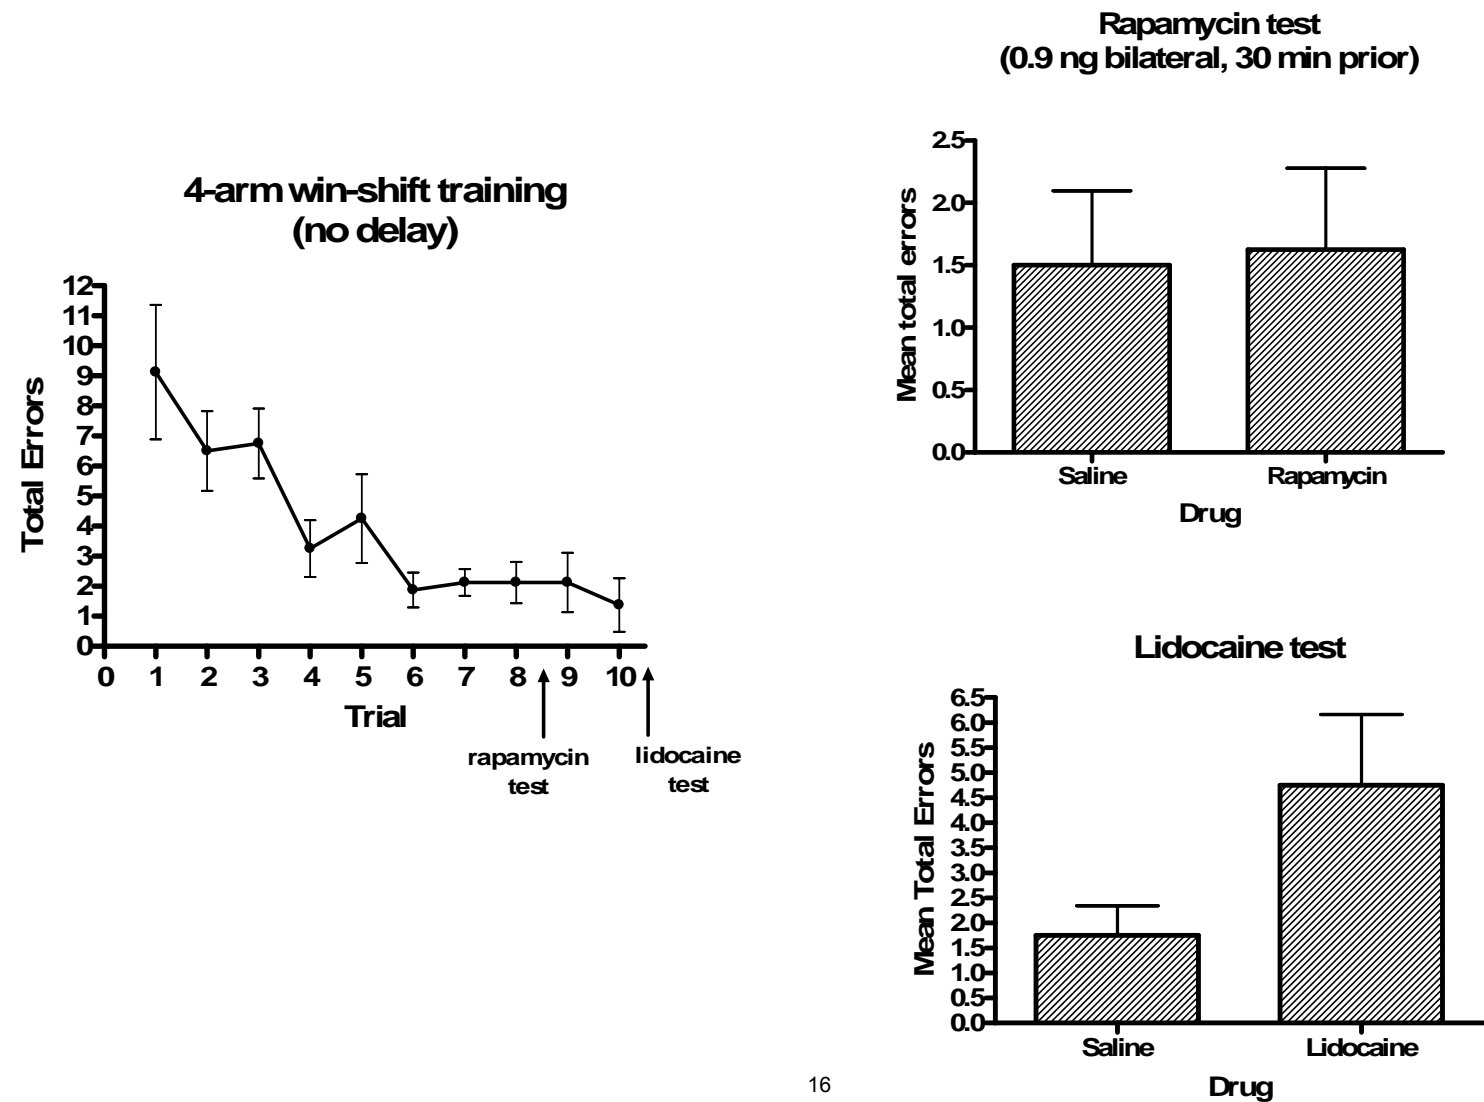 4-arm win-shift training
(no delay)
Total Errors
12
11
10
9
8
7
6
5
4
3
2
1
0
0 1 2 3 4 5 6 7 8 9 10
Trial
rapamycin
test
lidocaine
test
Rapamycin test
(0.9 ng bilateral, 30 min prior)
Mean total errors
2.5
2.0
1.5
1.0
0.5
0.0
Saline Rapamycin
Drug
Lidocaine test
Mean Total Errors
6.5
6.0
5.5
5.0
4.5
4.0
3.5
3.0
2.5
2.0
1.5
1.0
0.5
0.0
Saline Lidocaine
Drug
16